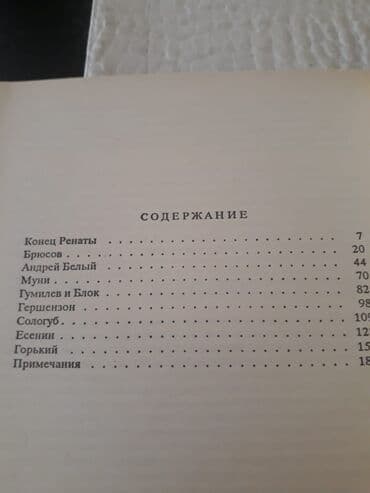 СОДЕРЖАНИЕ
Конец Ренаты . . . . . . . . . . . . . . . . . . 7
Брюсов . . . . . . . . . . . . . . . . . . . . . 20
Андрей Белый . . . . . . . . . . . . . . . . . . 44
Муни . . . . . . . . . . . . . . . . . . . . . . 70
Гумилев и Блок . . . . . . . . . . . . . . . . . 82
Гершензон . . . . . . . . . . . . . . . . . . . 98
Сологуб . . . . . . . . . . . . . . . . . . . .
Есенин . . . . . . . . . . . . . . . . . . . . .
Горький . . . . . . . . . . . . . . . . . . . .
Примечания . . . . . . . . . . . . . . . . . . .